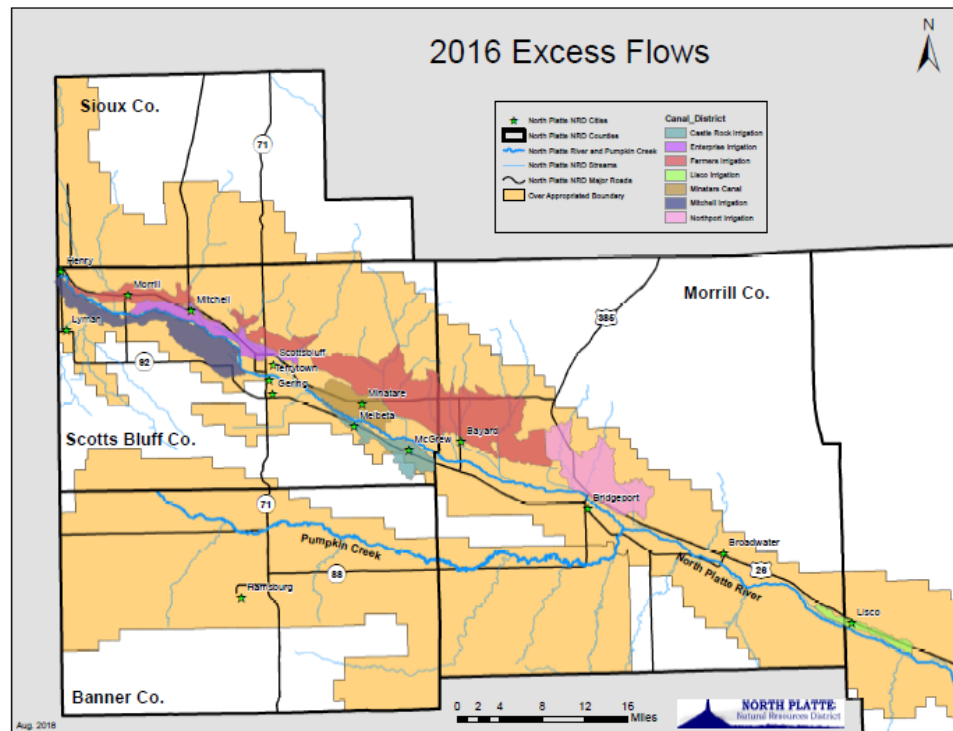 N
2016 Excess Flows
Sioux Co.
71
North Platte NRD Cities
North Platte NRD Counties
North Platte River and Pumpkin Creek
North Platte NRD Streams
North Platte NRD Major Roads
Over Appropriated Boundary
Canal_District
Castle Rock Irrigation
Enterprise Irrigation
Farmers Irrigation
Lisco Irrigation
Minatare Canal
Mitchell Irrigation
Northport Irrigation
Henry
Morrill
Mitchell
Lyman
92
Scottsbluff
Terrytown
Gering
Minatare
Melbeta
McGrew
Bayard
385
Morrill Co.
Scotts Bluff Co.
Bridgeport
71
Pumpkin Creek
88
Broadwater
26
North Platte River
Harrisburg
Lisco
Banner Co.
0 2 4 8 12 16
Miles
NORTH PLATTE
Natural Resources District
Aug. 2018